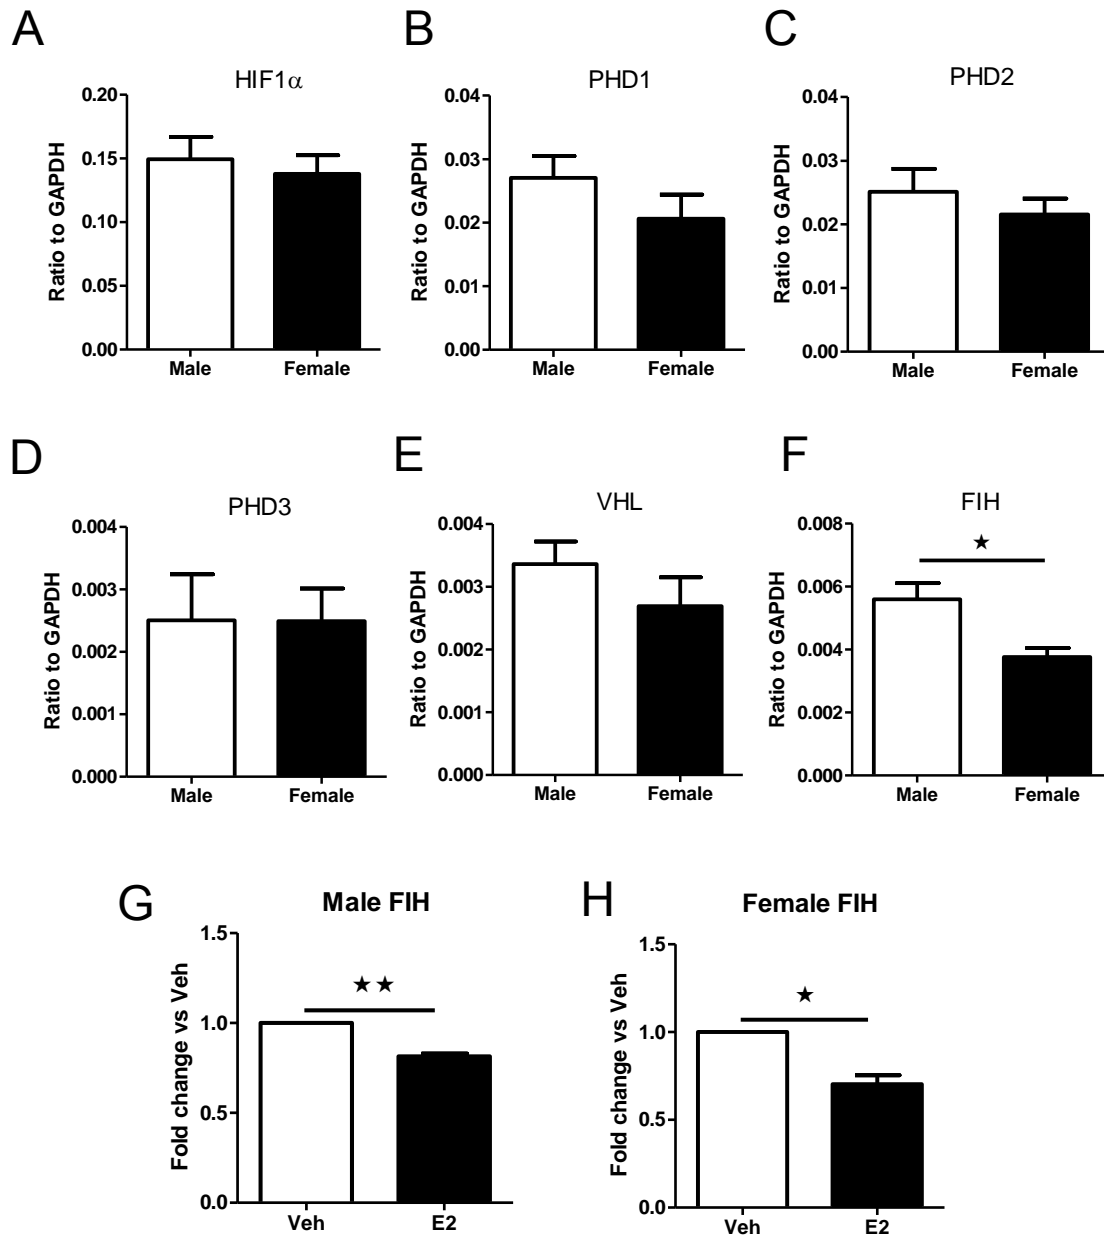 A
HIF1α
Ratio to GAPDH
0.20
0.15
0.10
0.05
0.00
Male Female
B
PHD1
Ratio to GAPDH
0.04
0.03
0.02
0.01
0.00
Male Female
C
PHD2
Ratio to GAPDH
0.04
0.03
0.02
0.01
0.00
Male Female
D
PHD3
Ratio to GAPDH
0.004
0.003
0.002
0.001
0.000
Male Female
E
VHL
Ratio to GAPDH
0.004
0.003
0.002
0.001
0.000
Male Female
F
FIH
★
Ratio to GAPDH
0.008
0.006
0.004
0.002
0.000
Male Female
G
Male FIH
★★
Fold change vs Veh
1.5
1.0
0.5
0.0
Veh E2
H
Female FIH
★
Fold change vs Veh
1.5
1.0
0.5
0.0
Veh E2